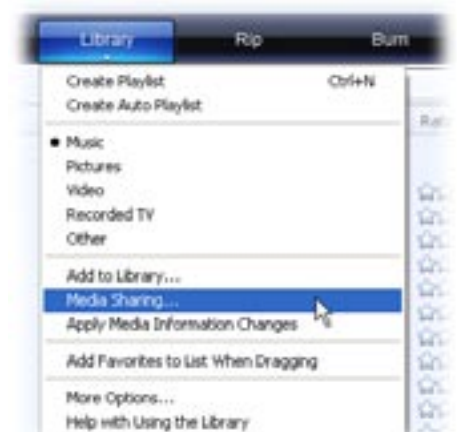 Library Rip Burn
Create Playlist Ctrl+N
Create Auto Playlist
Music
Pictures
Video
Recorded TV
Other
Add to Library...
Media Sharing...
Apply Media Information Changes
Add Favorites to List When Dragging
More Options...
Help with Using the Library